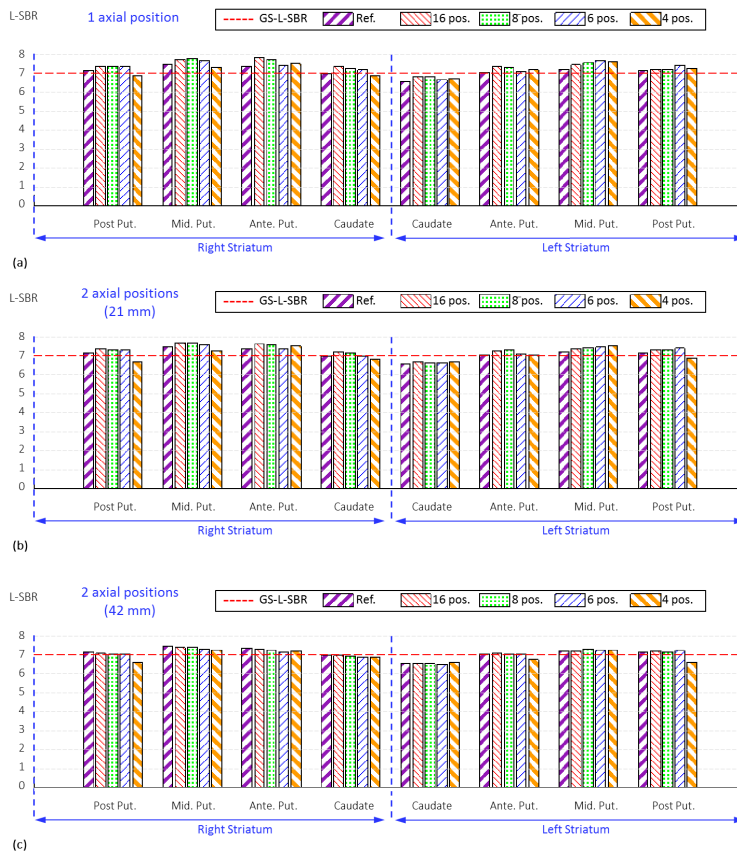 L-SBR 1 axial position GS-L-SBR Ref. 16 pos. 8 pos. 6 pos. 4 pos.
8
7
6
5
4
3
2
1
0
Post Put. Mid. Put. Ante. Put. Caudate Caudate Ante. Put. Mid. Put. Post Put.
Right Striatum Left Striatum
(a)
L-SBR 2 axial positions GS-L-SBR Ref. 16 pos. 8 pos. 6 pos. 4 pos.
(21 mm)
8
7
6
5
4
3
2
1
0
Post Put. Mid. Put. Ante. Put. Caudate Caudate Ante. Put. Mid. Put. Post Put.
Right Striatum Left Striatum
(b)
L-SBR 2 axial positions GS-L-SBR Ref. 16 pos. 8 pos. 6 pos. 4 pos.
(42 mm)
8
7
6
5
4
3
2
1
0
Post Put. Mid. Put. Ante. Put. Caudate Caudate Ante. Put. Mid. Put. Post Put.
Right Striatum Left Striatum
(c)